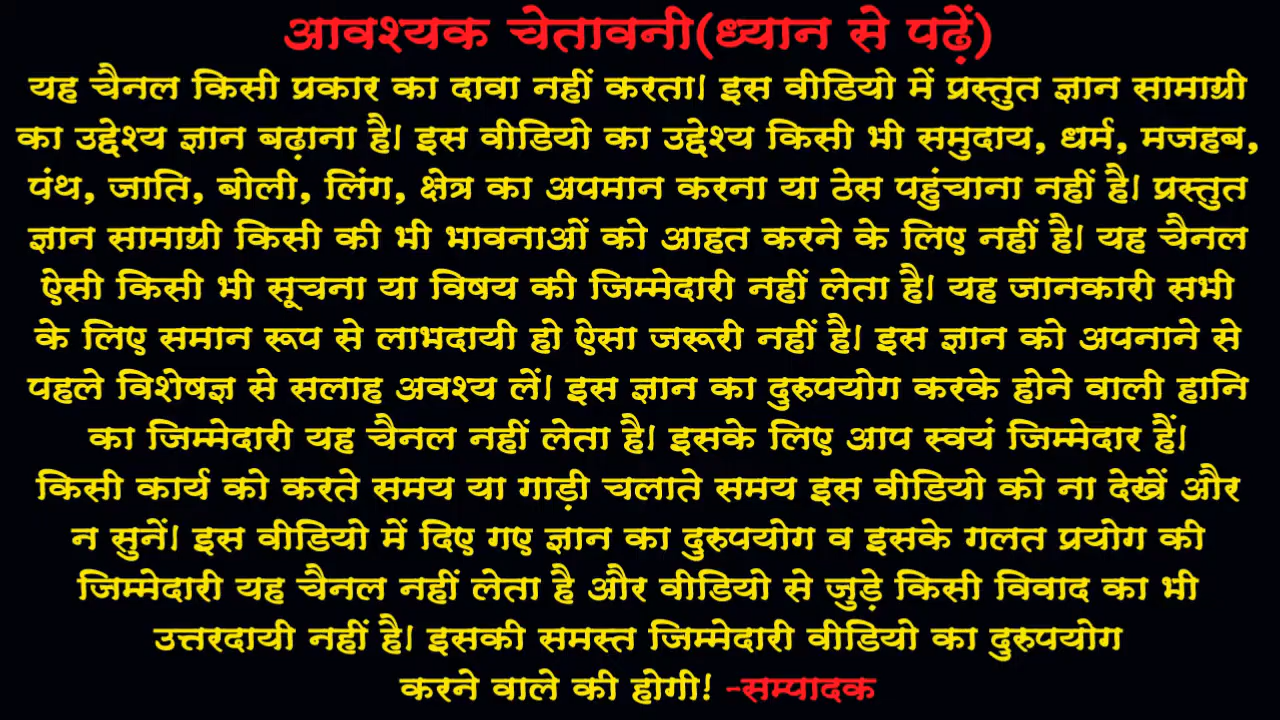 आवश्यक चेतावनी(ध्यान से पढ़ें)
यह चैनल किसी प्रकार का दावा नहीं करता। इस वीडियो में प्रस्तुत ज्ञान सामाग्री
का उद्देश्य ज्ञान बढ़ाना है। इस वीडियो का उद्देश्य किसी भी समुदाय, धर्म, मजहब,
पंथ, जाति, बोली, लिंग, क्षेत्र का अपमान करना या ठेस पहुंचाना नहीं है। प्रस्तुत
ज्ञान सामाग्री किसी की भी भावनाओं को आहत करने के लिए नहीं है। यह चैनल
ऐसी किसी भी सूचना या विषय की जिम्मेदारी नहीं लेता है। यह जानकारी सभी
के लिए समान रूप से लाभदायी हो ऐसा जरूरी नहीं है। इस ज्ञान को अपनाने से
पहले विशेषज्ञ से सलाह अवश्य लें। इस ज्ञान का दुरुपयोग करके होने वाली हानि
का जिम्मेदारी यह चैनल नहीं लेता है। इसके लिए आप स्वयं जिम्मेदार हैं।
किसी कार्य को करते समय या गाड़ी चलाते समय इस वीडियो को ना देखें और
न सुनें। इस वीडियो में दिए गए ज्ञान का दुरुपयोग व इसके गलत प्रयोग की
जिम्मेदारी यह चैनल नहीं लेता है और वीडियो से जुड़े किसी विवाद का भी
उत्तरदायी नहीं है। इसकी समस्त जिम्मेदारी वीडियो का दुरुपयोग
करने वाले की होगी! -सम्पादक